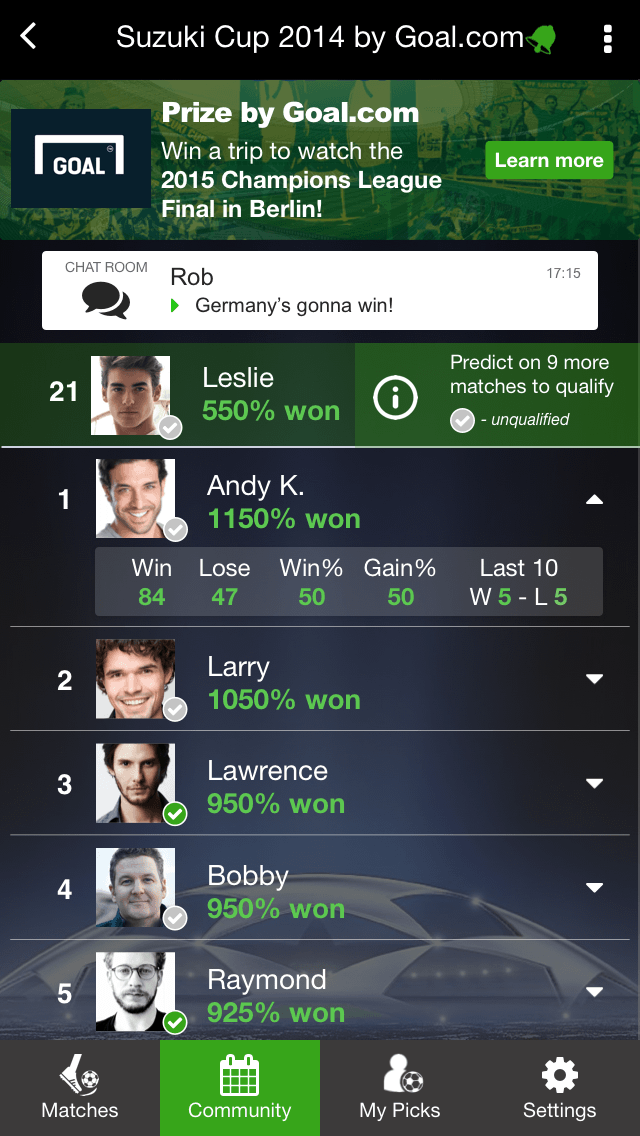 Suzuki Cup 2014 by Goal.com
GOAL
Prize by Goal.com
Win a trip to watch the
2015 Champions League
Final in Berlin!
Learn more
CHAT ROOM
Rob
17:15
Germany's gonna win!
21
Leslie
550% won
Predict on 9 more
matches to qualify
- unqualified
1
Andy K.
1150% won
Win Lose Win% Gain% Last 10
84 47 50 50 W 5 - L 5
2
Larry
1050% won
3
Lawrence
950% won
4
Bobby
950% won
5
Raymond
925% won
Matches Community My Picks Settings